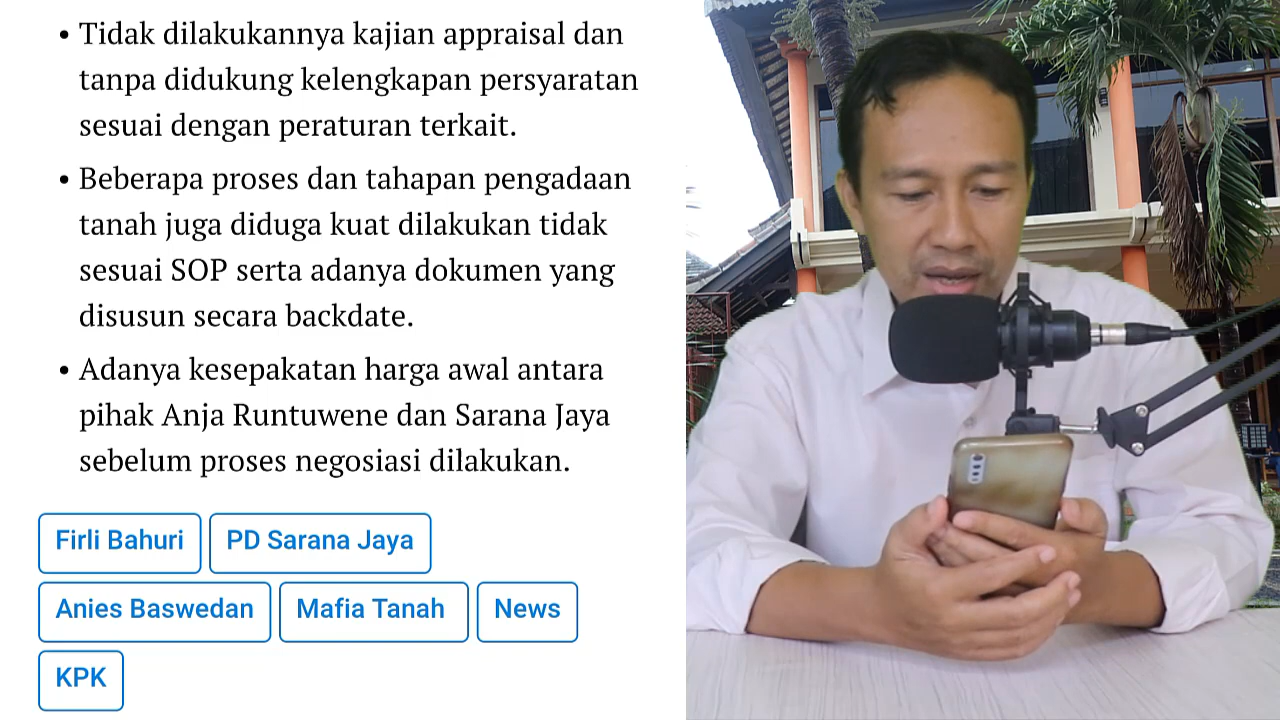 • Tidak dilakukannya kajian appraisal dan
tanpa didukung kelengkapan persyaratan
sesuai dengan peraturan terkait.
• Beberapa proses dan tahapan pengadaan
tanah juga diduga kuat dilakukan tidak
sesuai SOP serta adanya dokumen yang
disusun secara backdate.
• Adanya kesepakatan harga awal antara
pihak Anja Runtuwene dan Sarana Jaya
sebelum proses negosiasi dilakukan.
Firli Bahuri PD Sarana Jaya
Anies Baswedan Mafia Tanah News
KPK